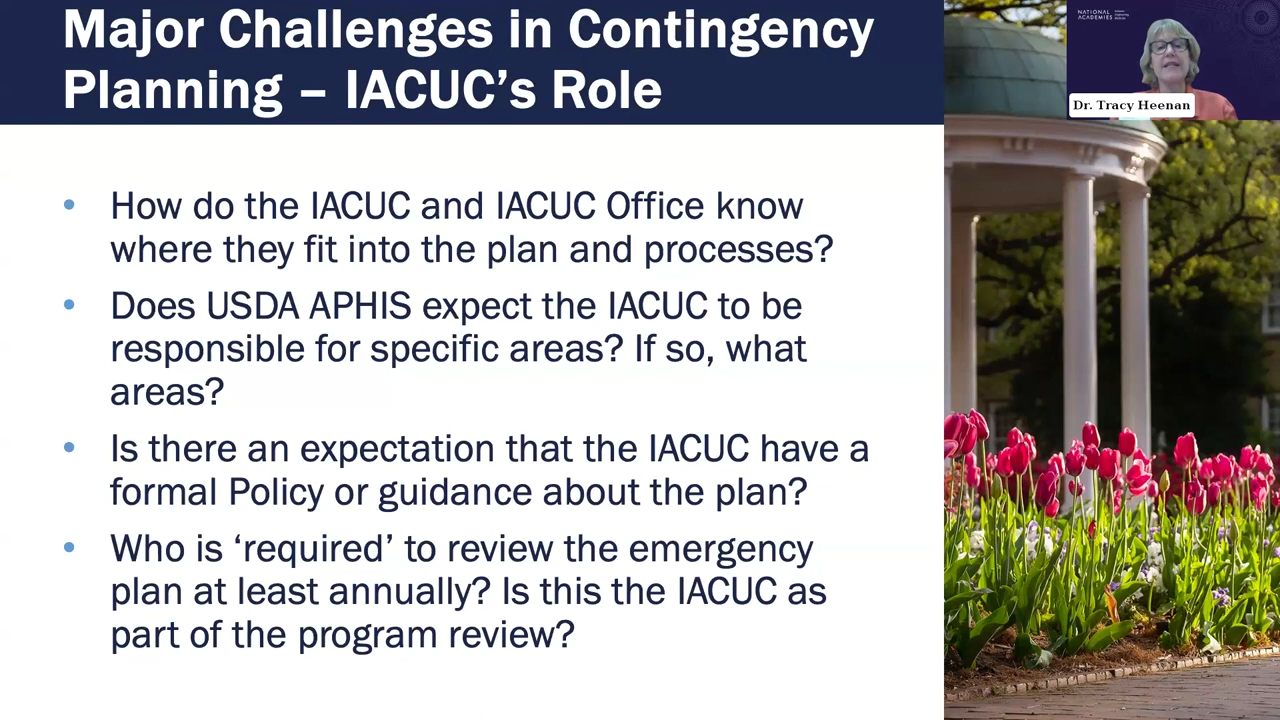 Major Challenges in Contingency
Planning – IACUC’s Role
NATIONAL
ACADEMIES
Dr. Tracy Heenan
• How do the IACUC and IACUC Office know
where they fit into the plan and processes?
• Does USDA APHIS expect the IACUC to be
responsible for specific areas? If so, what
areas?
• Is there an expectation that the IACUC have a
formal Policy or guidance about the plan?
• Who is ‘required’ to review the emergency
plan at least annually? Is this the IACUC as
part of the program review?